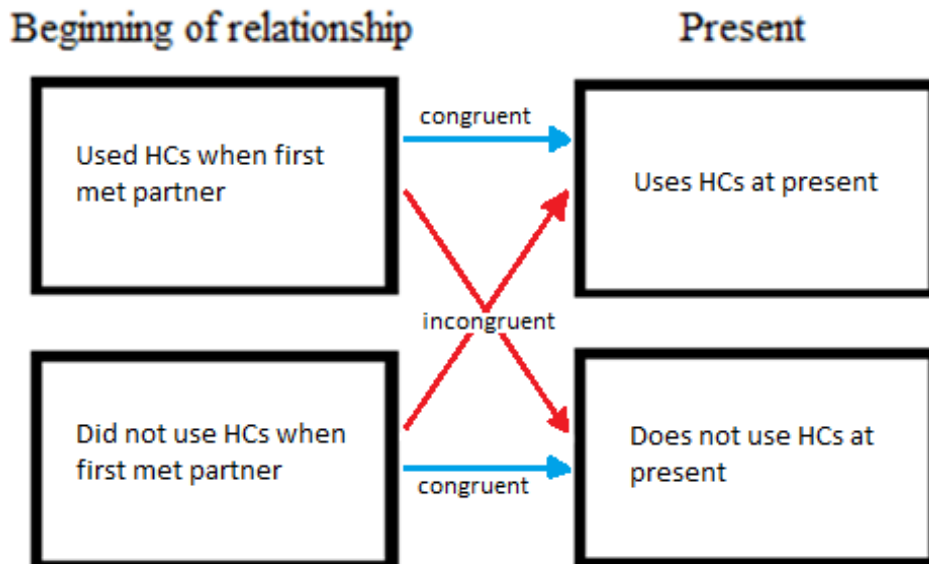 Beginning of relationship
Present
congruent
Used HCs when first
met partner
Uses HCs at present
incongruent
Did not use HCs when
first met partner
Does not use HCs at
present
congruent